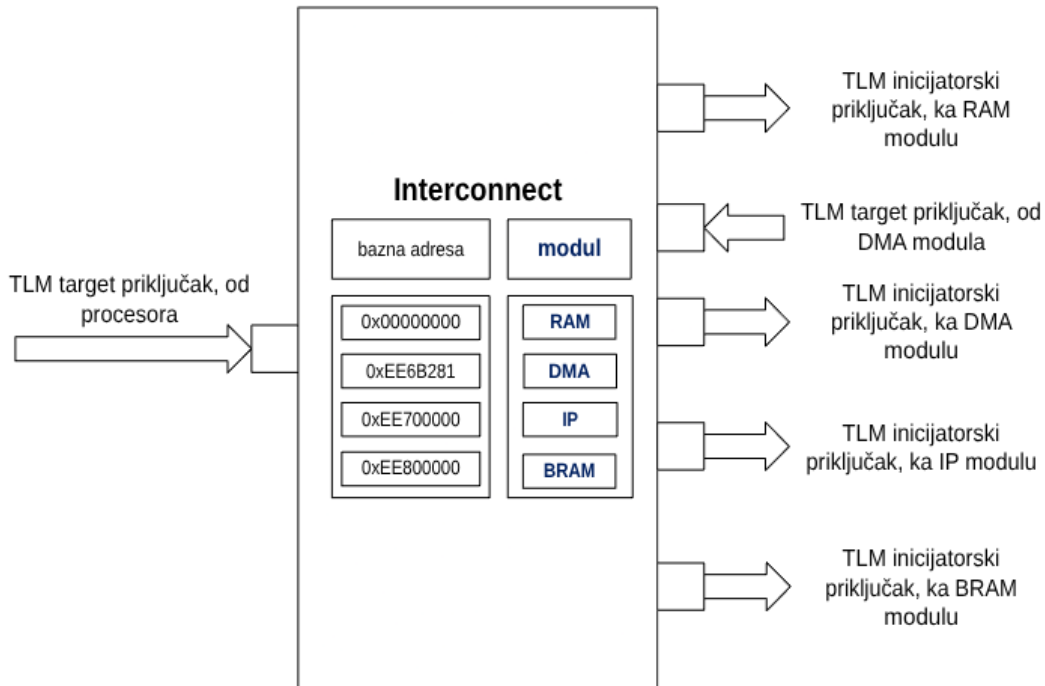 TLM target priključak, od
procesora
Interconnect
bazna adresa
modul
0x00000000
RAM
0xEE6B281
DMA
0xEE700000
IP
0xEE800000
BRAM
TLM inicijatorski
priključak, ka RAM
modulu
TLM target priključak, od
DMA modula
TLM inicijatorski
priključak, ka DMA
modulu
TLM inicijatorski
priključak, ka IP modulu
TLM inicijatorski
priključak, ka BRAM
modulu